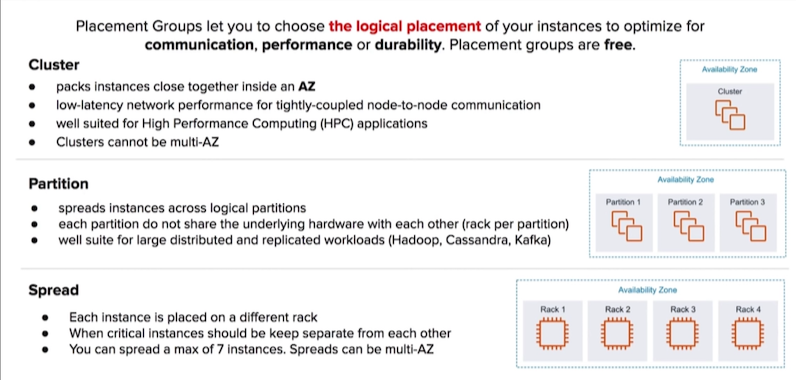 Placement Groups let you to choose the logical placement of your instances to optimize for
communication, performance or durability. Placement groups are free.
Cluster
● packs instances close together inside an AZ
● low-latency network performance for tightly-coupled node-to-node communication
● well suited for High Performance Computing (HPC) applications
● Clusters cannot be multi-AZ
Availability Zone
Cluster
Partition
● spreads instances across logical partitions
● each partition do not share the underlying hardware with each other (rack per partition)
● well suite for large distributed and replicated workloads (Hadoop, Cassandra, Kafka)
Availability Zone
Partition 1 Partition 2 Partition 3
Spread
● Each instance is placed on a different rack
● When critical instances should be keep separate from each other
● You can spread a max of 7 instances. Spreads can be multi-AZ
Availability Zone
Rack 1 Rack 2 Rack 3 Rack 4